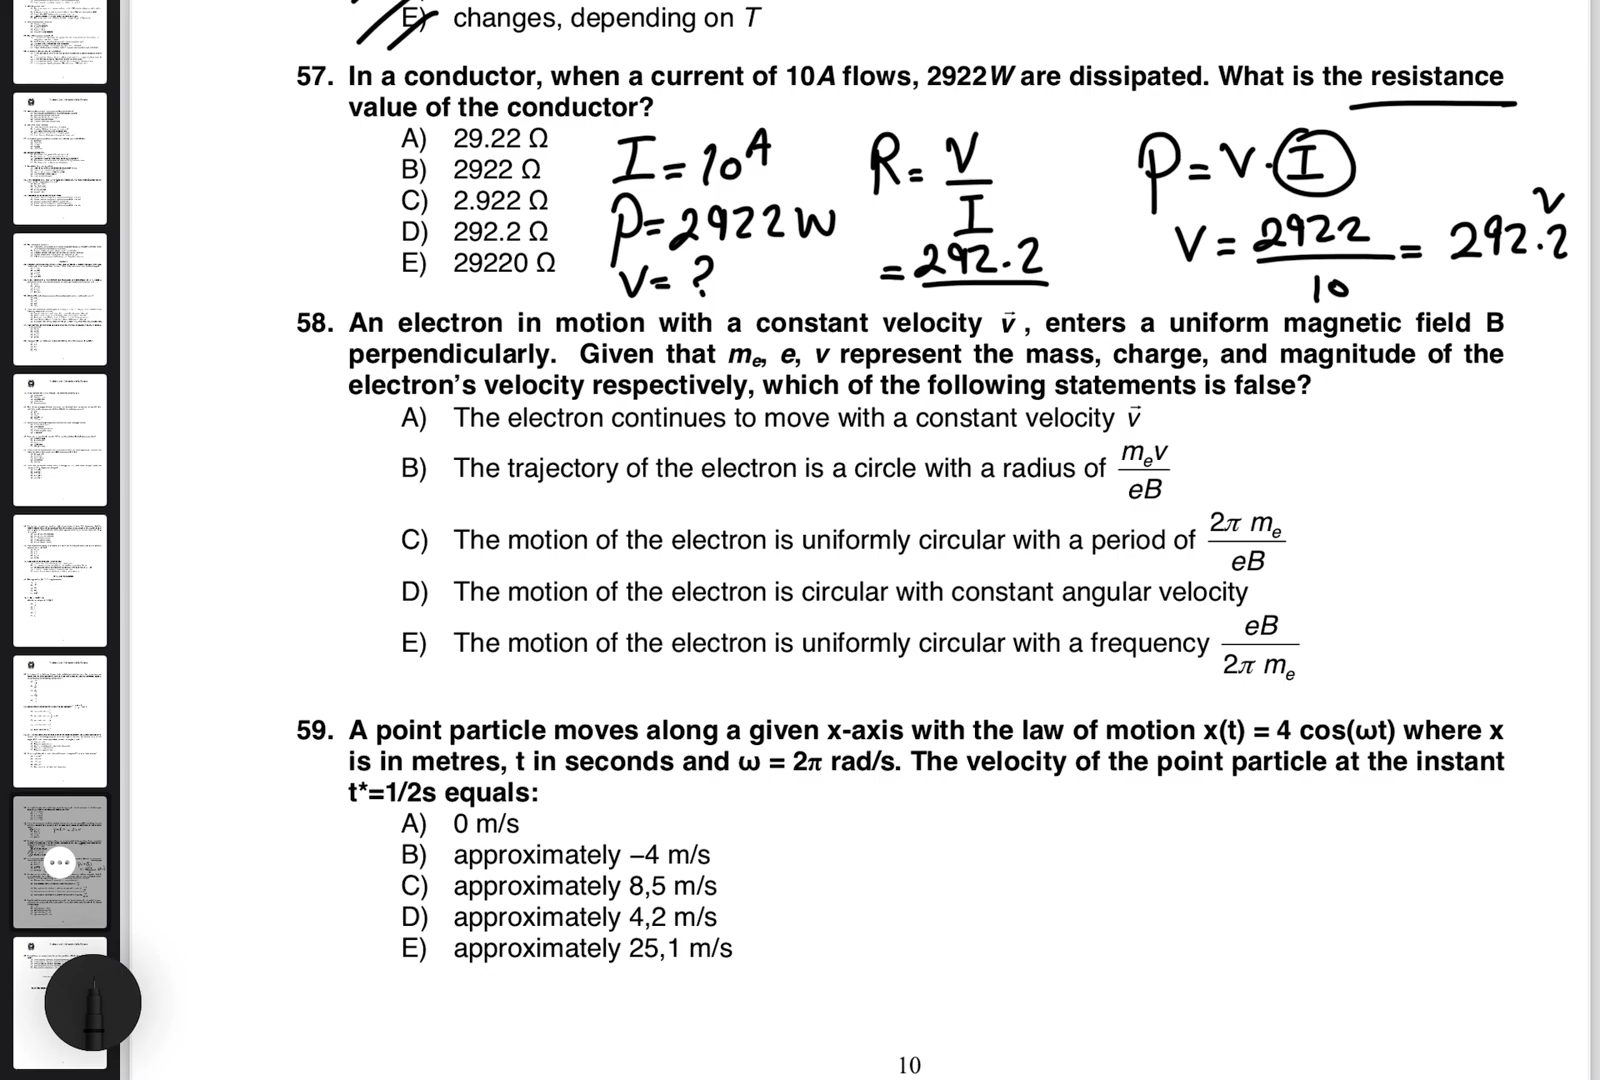 E) changes, depending on T
57. In a conductor, when a current of 10A flows, 2922W are dissipated. What is the resistance
value of the conductor?
A) 29.22 Ω
B) 2922 Ω
C) 2.922 Ω
D) 292.2 Ω
E) 29220 Ω
I = 10 A
P = 2922 W
V = ?
R = V / I
= 292.2
P = V · I
V = 2922 / 10 = 292.2 V
58. An electron in motion with a constant velocity v⃗ , enters a uniform magnetic field B
perpendicularly. Given that mₑ, e, v represent the mass, charge, and magnitude of the
electron's velocity respectively, which of the following statements is false?
A) The electron continues to move with a constant velocity v⃗
B) The trajectory of the electron is a circle with a radius of mₑv / eB
C) The motion of the electron is uniformly circular with a period of 2π mₑ / eB
D) The motion of the electron is circular with constant angular velocity
E) The motion of the electron is uniformly circular with a frequency eB / 2π mₑ
59. A point particle moves along a given x-axis with the law of motion x(t) = 4 cos(ωt) where x
is in metres, t in seconds and ω = 2π rad/s. The velocity of the point particle at the instant
t*=1/2s equals:
A) 0 m/s
B) approximately –4 m/s
C) approximately 8,5 m/s
D) approximately 4,2 m/s
E) approximately 25,1 m/s
10